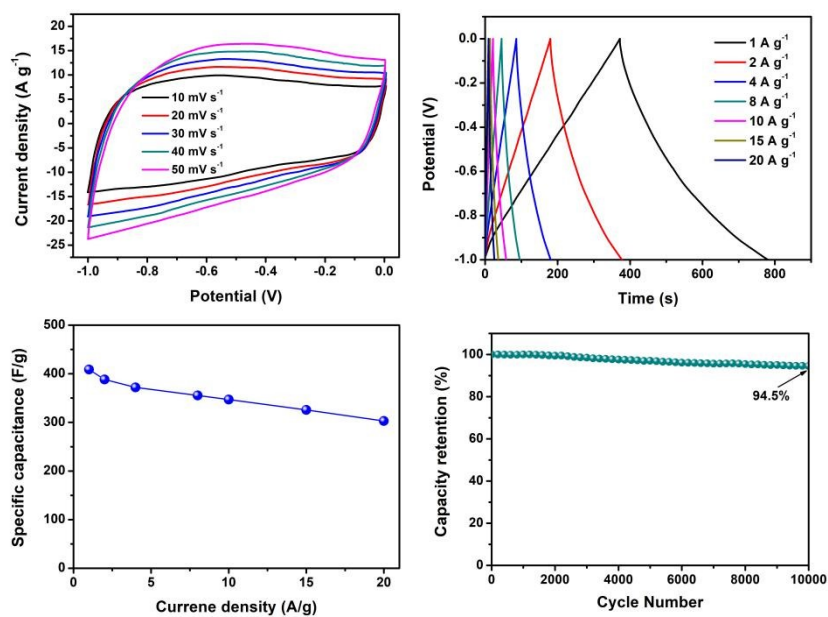 Current density (A g⁻¹)
25
20
15
10
5
0
-5
-10
-15
-20
-25
10 mV s⁻¹
20 mV s⁻¹
30 mV s⁻¹
40 mV s⁻¹
50 mV s⁻¹
-1.0
-0.8
-0.6
-0.4
-0.2
0.0
Potential (V)
Potential (V)
0.0
-0.2
-0.4
-0.6
-0.8
-1.0
1 A g⁻¹
2 A g⁻¹
4 A g⁻¹
8 A g⁻¹
10 A g⁻¹
15 A g⁻¹
20 A g⁻¹
0
200
400
600
800
Time (s)
Specific capacitance (F/g)
500
400
300
200
100
0
0
5
10
15
20
Currene density (A/g)
Capacity retention (%)
100
80
60
40
20
0
94.5%
0
2000
4000
6000
8000
10000
Cycle Number